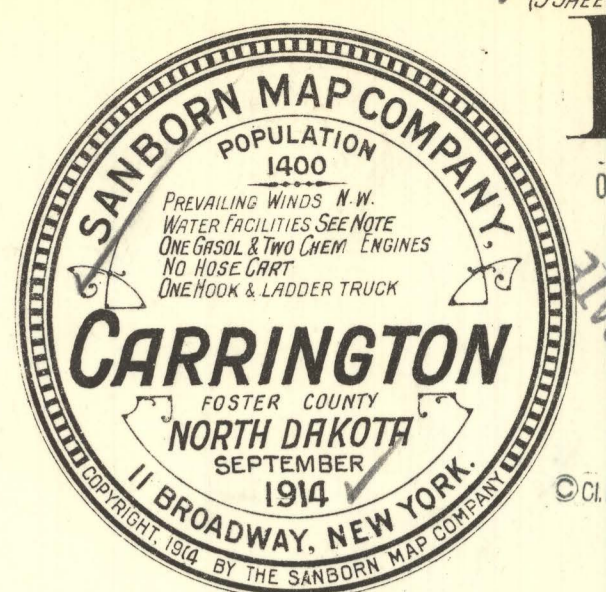 SANBORN MAP COMPANY,
POPULATION
1400
PREVAILING WINDS N.W.
WATER FACILITIES SEE NOTE
ONE GASOL & TWO CHEM ENGINES
NO HOSE CART
ONE HOOK & LADDER TRUCK
CARRINGTON
FOSTER COUNTY
NORTH DAKOTA
SEPTEMBER
1914
11 BROADWAY, NEW YORK.
COPYRIGHT, 1914 BY THE SANBORN MAP COMPANY
© Cl.